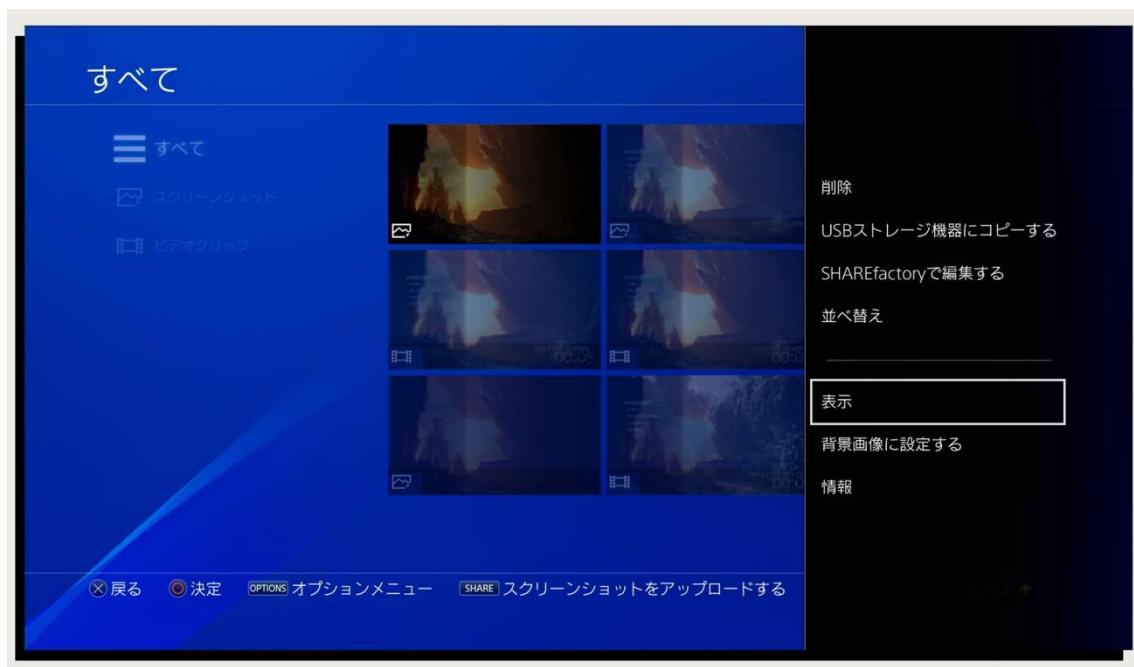 すべて
すべて
スクリーンショット
ビデオクリップ
00:05
削除
USBストレージ機器にコピーする
SHAREfactoryで編集する
並べ替え
表示
背景画像に設定する
情報
戻る 決定 OPTIONS オプションメニュー SHARE スクリーンショットをアップロードする